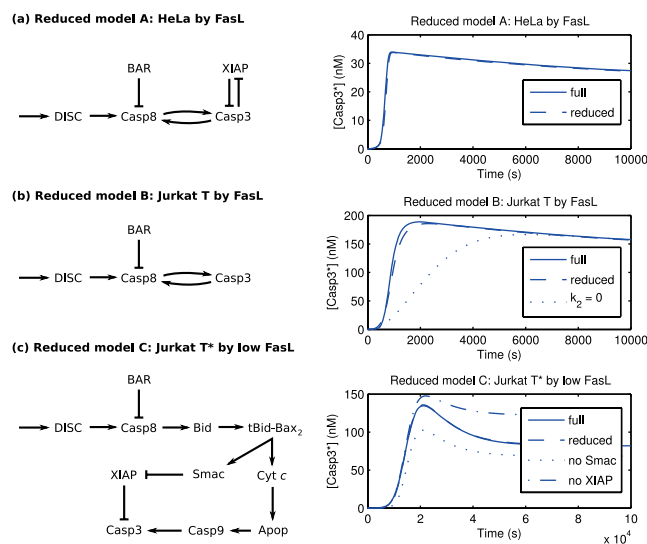 (a) Reduced model A: HeLa by FasL
BAR
XIAP
DISC
Casp8
Casp3
Reduced model A: HeLa by FasL
[Casp3*] (nM)
40
30
20
10
0
full
reduced
0 2000 4000 6000 8000 10000
Time (s)
(b) Reduced model B: Jurkat T by FasL
BAR
DISC
Casp8
Casp3
Reduced model B: Jurkat T by FasL
[Casp3*] (nM)
200
150
100
50
0
full
reduced
k₂ = 0
0 2000 4000 6000 8000 10000
Time (s)
(c) Reduced model C: Jurkat T* by low FasL
BAR
DISC
Casp8
Bid
tBid-Bax₂
XIAP
Smac
Cyt c
Casp3
Casp9
Apop
Reduced model C: Jurkat T* by low FasL
[Casp3*] (nM)
150
100
50
0
full
reduced
no Smac
no XIAP
0 2 4 6 8 10
Time (s)
x 10⁴